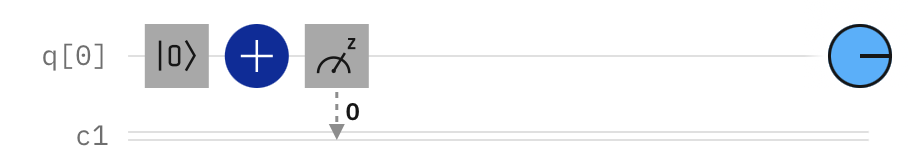 q[0] |0⟩ + z
0
c1